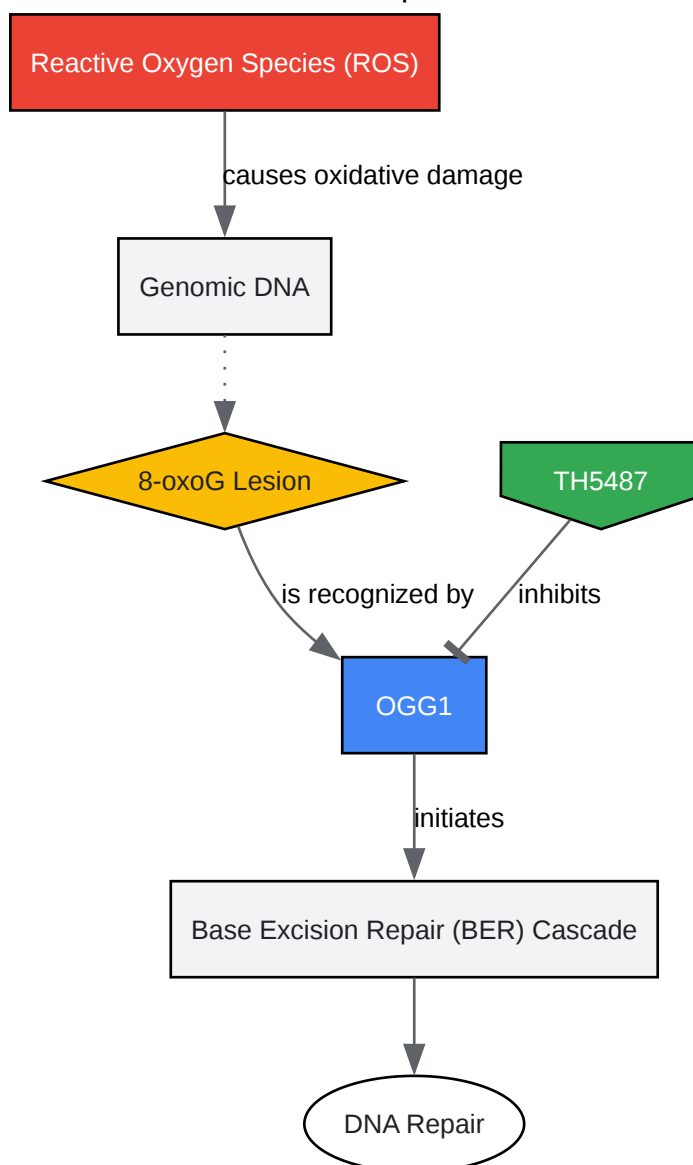 Reactive Oxygen Species (ROS)
causes oxidative damage
Genomic DNA
8-oxoG Lesion
TH5487
is recognized by
inhibits
OGG1
initiates
Base Excision Repair (BER) Cascade
DNA Repair